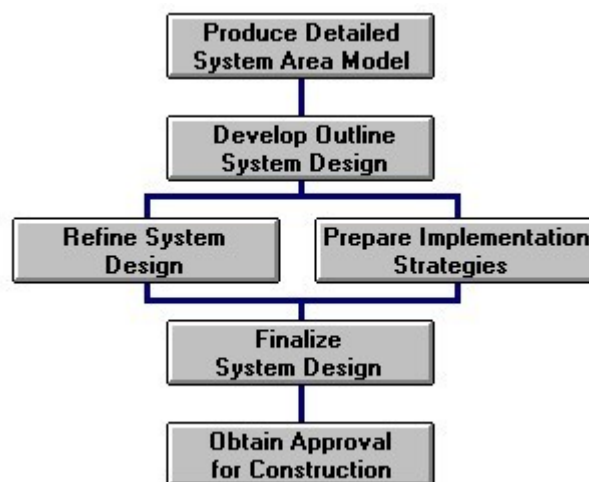 Produce Detailed
System Area Model
Develop Outline
System Design
Refine System
Design
Prepare Implementation
Strategies
Finalize
System Design
Obtain Approval
for Construction